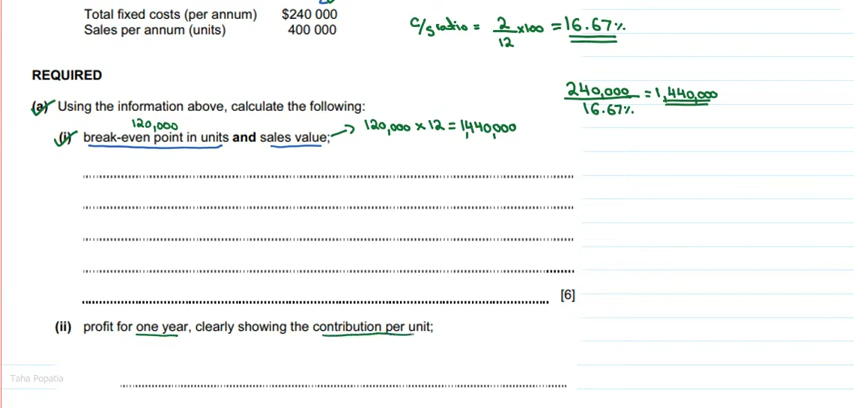 Total fixed costs (per annum) $240 000
Sales per annum (units) 400 000
C/S ratio = 2/12 x100 = 16.67%
REQUIRED
240,000/16.67% = 1,440,000
(a) Using the information above, calculate the following:
120,000
(i) break-even point in units and sales value; → 120,000 x 12 = 1,440,000
[6]
(ii) profit for one year, clearly showing the contribution per unit;
Taha Popatia